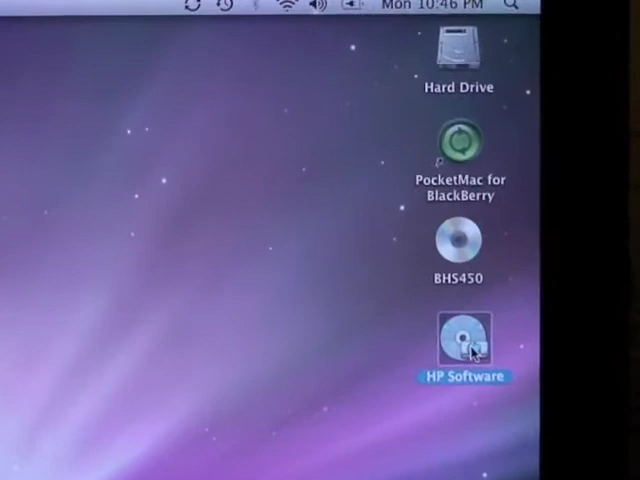 Mon 10:46 PM
Hard Drive
PocketMac for
BlackBerry
BHS450
HP Software